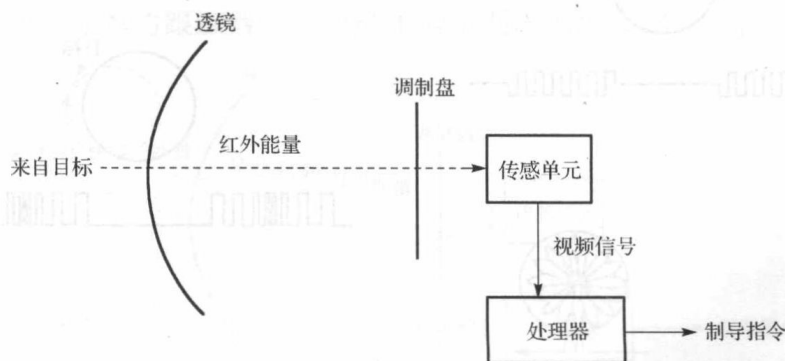 透镜
调制盘
红外能量
来自目标
传感单元
视频信号
处理器
制导指令